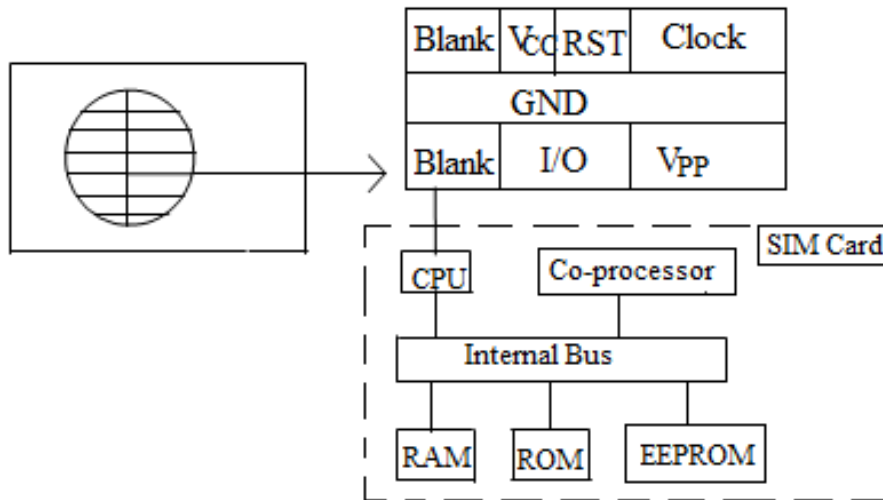 Blank VCC RST Clock
GND
Blank I/O VPP
SIM Card
CPU Co-processor
Internal Bus
RAM ROM EEPROM